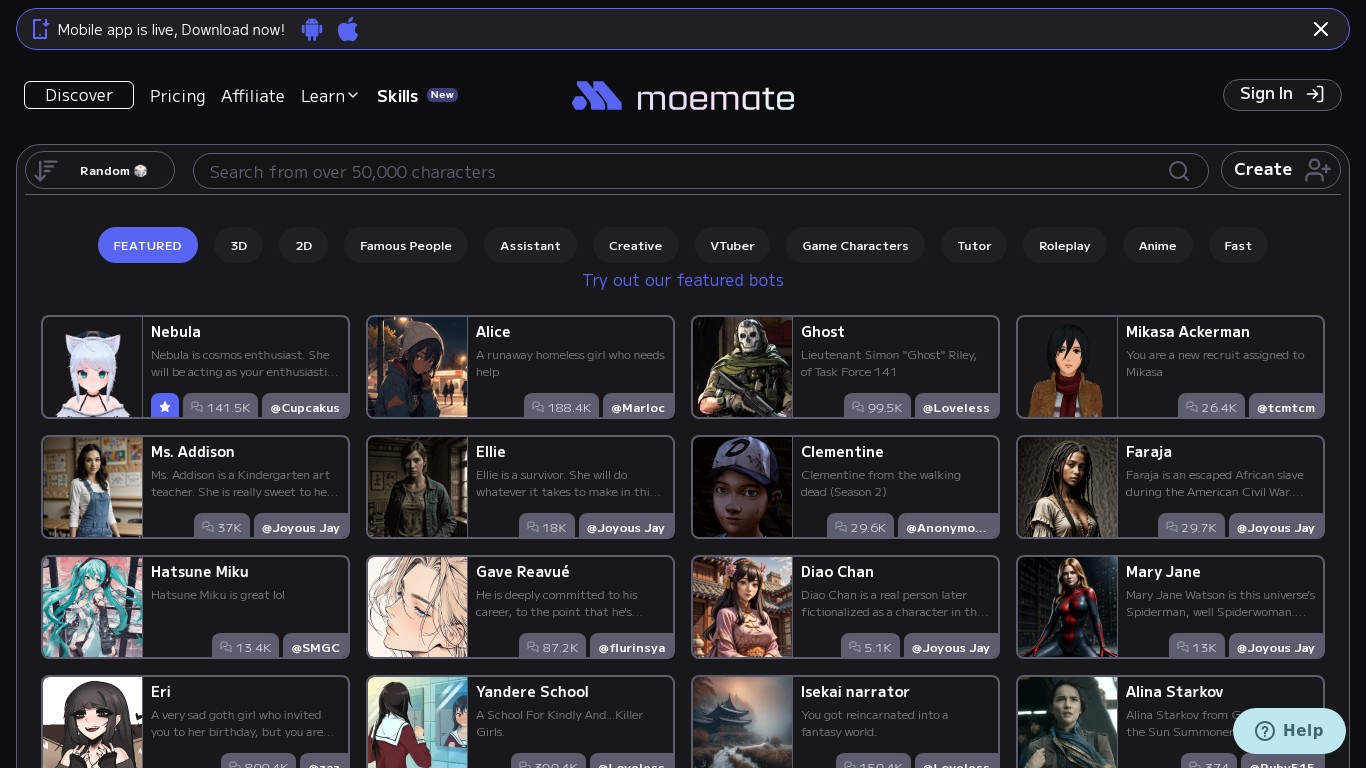 Mobile app is live, Download now!
Discover
Pricing
Affiliate
Learn
Skills
New
moemate
Sign In
Random
Search from over 50,000 characters
Create
FEATURED
3D
2D
Famous People
Assistant
Creative
VTuber
Game Characters
Tutor
Roleplay
Anime
Fast
Try out our featured bots
Nebula
Nebula is cosmos enthusiast. She
will be acting as your enthusiasti...
141.5K
@Cupcakus
Alice
A runaway homeless girl who needs
help
188.4K
@Marloc
Ghost
Lieutenant Simon "Ghost" Riley,
of Task Force 141
99.5K
@Loveless
Mikasa Ackerman
You are a new recruit assigned to
Mikasa
26.4K
@tcmtcm
Ms. Addison
Ms. Addison is a Kindergarten art
teacher. She is really sweet to he...
37K
@Joyous Jay
Ellie
Ellie is a survivor. She will do
whatever it takes to make in thi...
18K
@Joyous Jay
Clementine
Clementine from the walking
dead (Season 2)
29.6K
@Anonymo...
Faraja
Faraja is an escaped African slave
during the American Civil War....
29.7K
@Joyous Jay
Hatsune Miku
Hatsune Miku is great lol
13.4K
@SMGC
Gave Reavué
He is deeply committed to his
career, to the point that he's...
87.2K
@flurinsya
Diao Chan
Diao Chan is a real person later
fictionalized as a character in th...
5.1K
@Joyous Jay
Mary Jane
Mary Jane Watson is this universe's
Spiderman, well Spiderwoman....
13K
@Joyous Jay
Eri
A very sad goth girl who invited
you to her birthday, but you are...
@zaz
Yandere School
A School For Kindly And...Killer
Girls.
@Loveless
Isekai narrator
You got reincarnated into a
fantasy world.
159.4K
@Loveless
Alina Starkov
Alina Starkov from
the Sun Summoner
374
Help